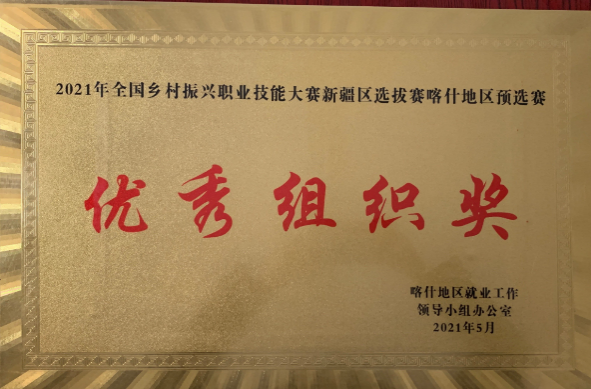 2021年全国乡村振兴职业技能大赛新疆区选拔赛喀什地区预选赛
优秀组织奖
喀什地区就业工作
领导小组办公室
2021年5月